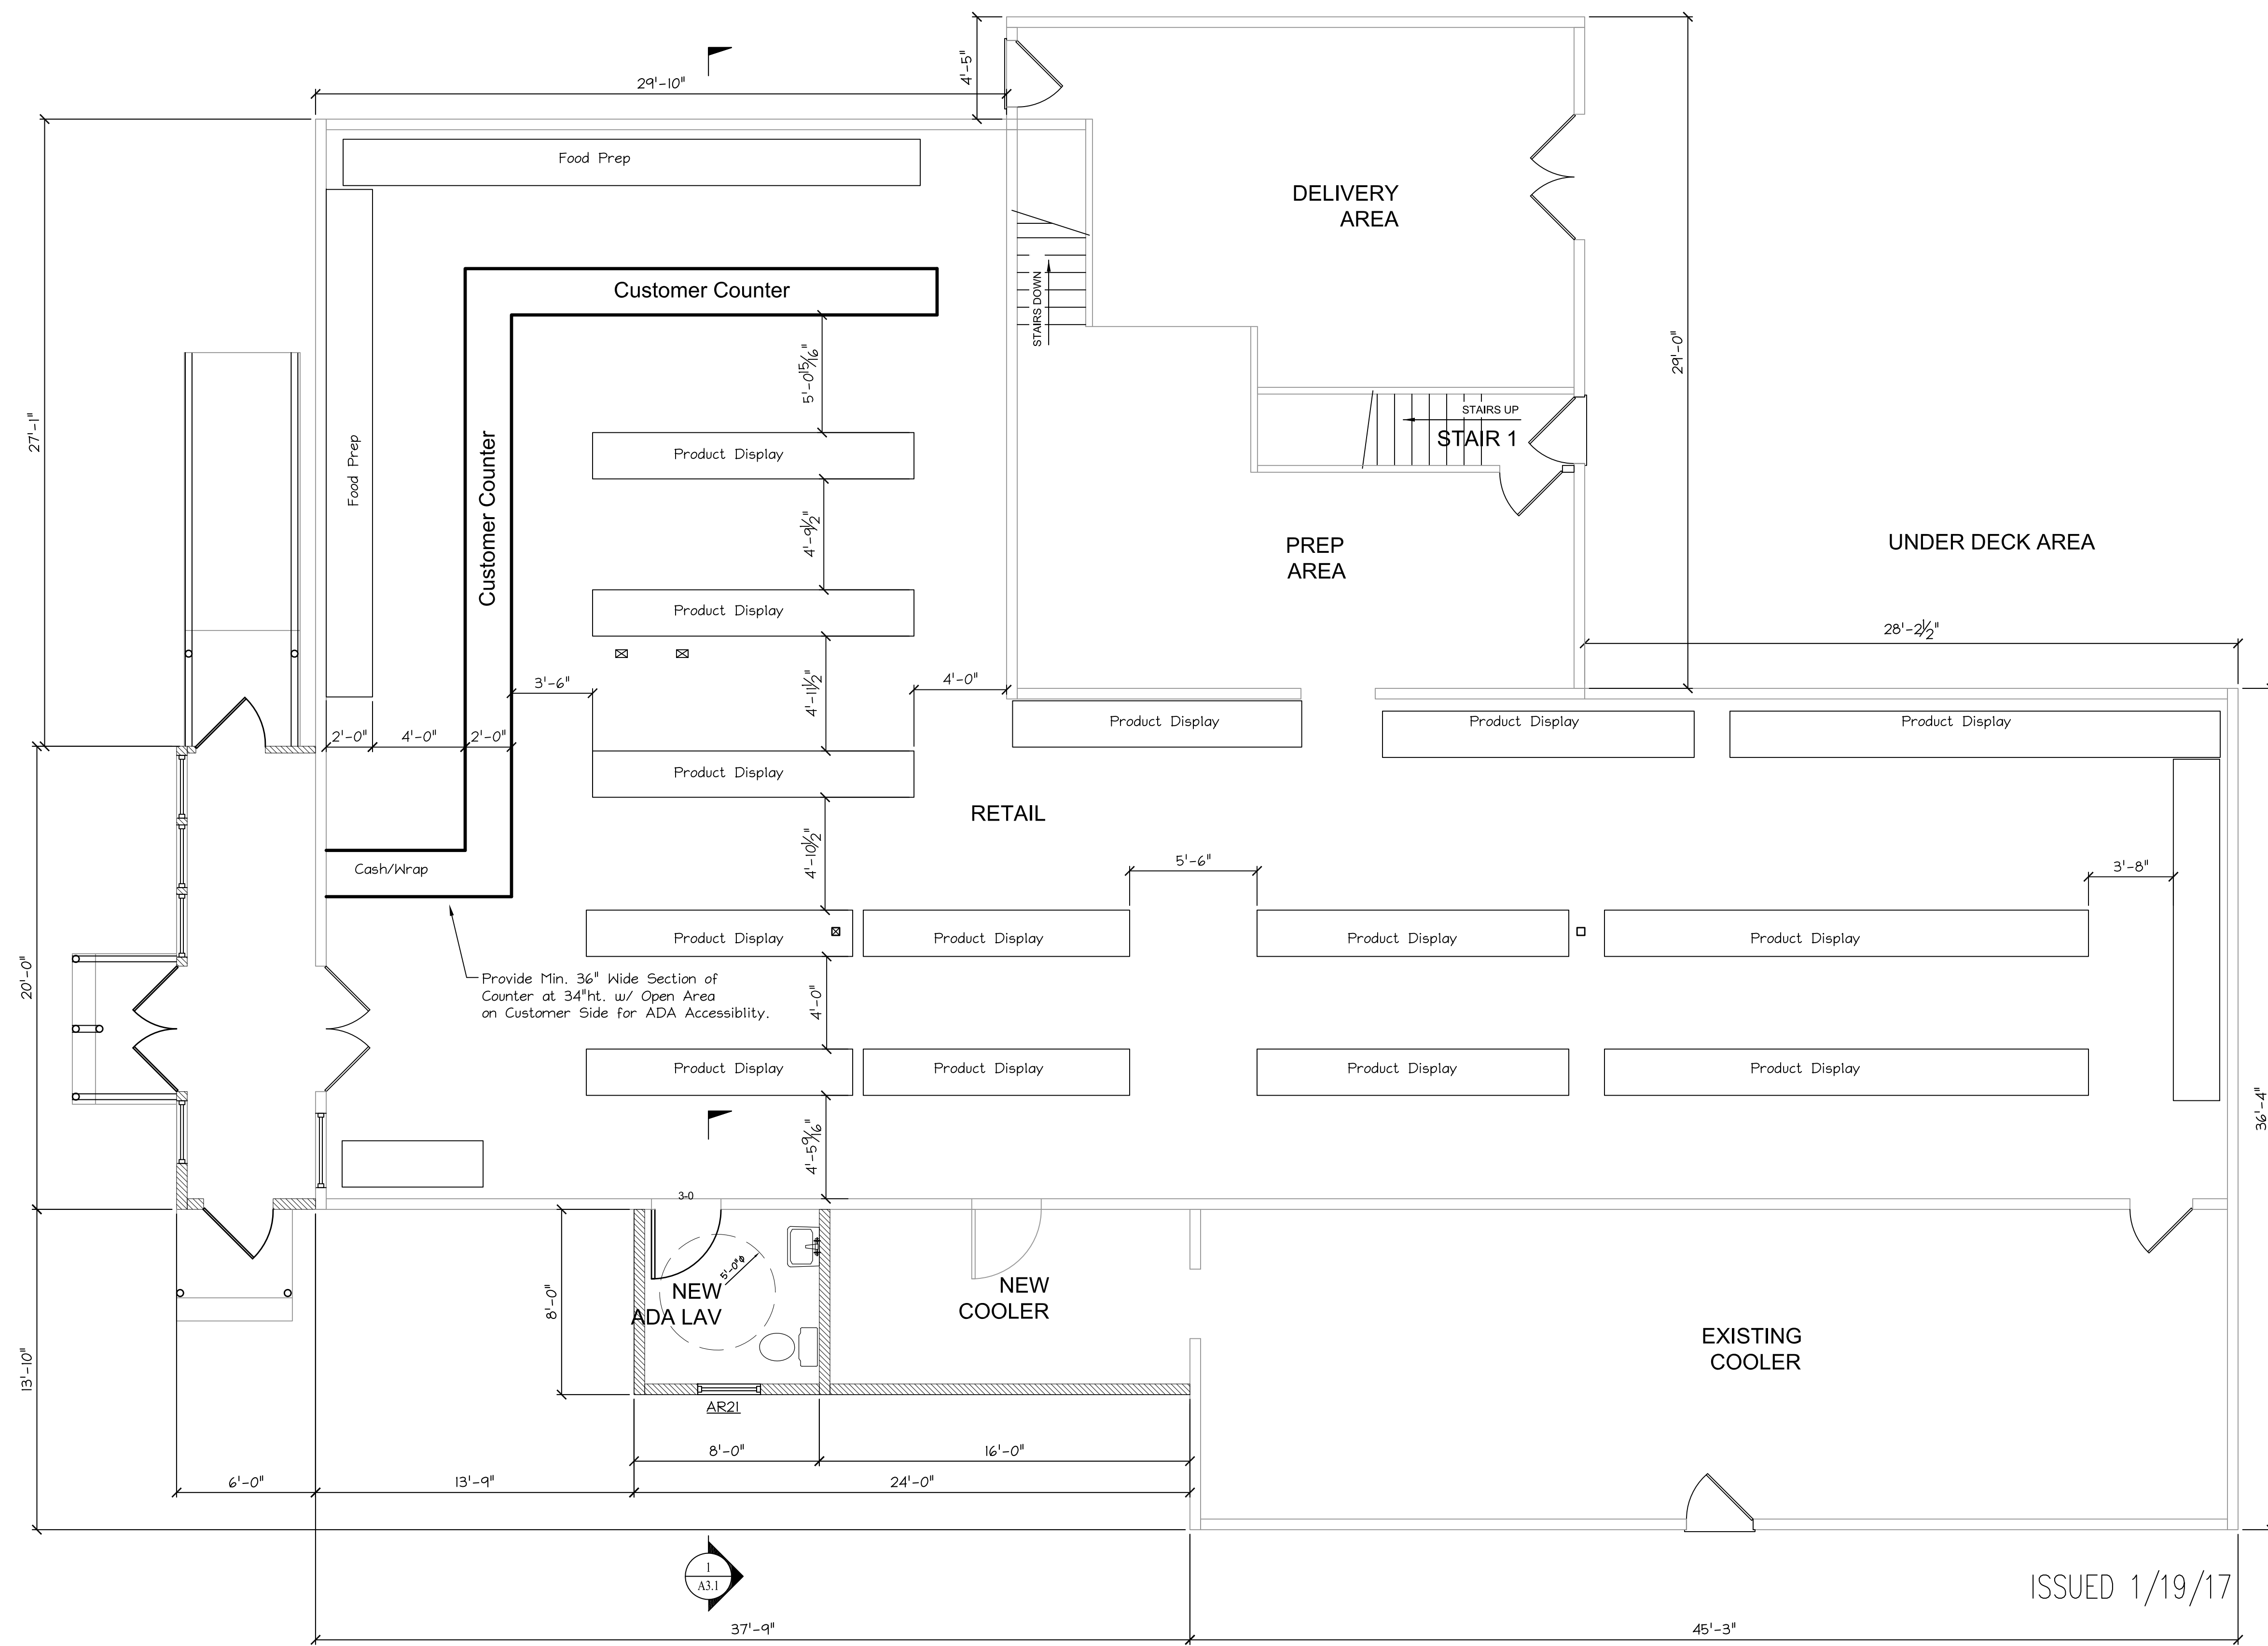 4'-5"
29'-10"
Food Prep
DELIVERY
AREA
Customer Counter
STAIRS DOWN
5'-0 15/16"
29'-0"
27'-1"
STAIRS UP
STAIR 1
Product Display
Food Prep
Customer Counter
4'-9 1/2"
PREP
AREA
UNDER DECK AREA
Product Display
28'-2 1/2"
3'-6"
4'-11 1/2"
4'-0"
Product Display
Product Display
Product Display
2'-0"
4'-0"
2'-0"
Product Display
RETAIL
4'-10 1/2"
Cash/Wrap
5'-6"
3'-8"
Product Display
Product Display
Product Display
Product Display
20'-0"
Provide Min. 36" Wide Section of
Counter at 34"ht. w/ Open Area
on Customer Side for ADA Accessiblity.
4'-0"
Product Display
Product Display
Product Display
Product Display
36'-4"
4'-5 9/16"
3-0
5'-0"ø
NEW
ADA LAV
8'-0"
NEW
COOLER
EXISTING
COOLER
13'-10"
AR21
8'-0"
16'-0"
6'-0"
13'-9"
24'-0"
1
A3.1
ISSUED 1/19/17
37'-9"
45'-3"